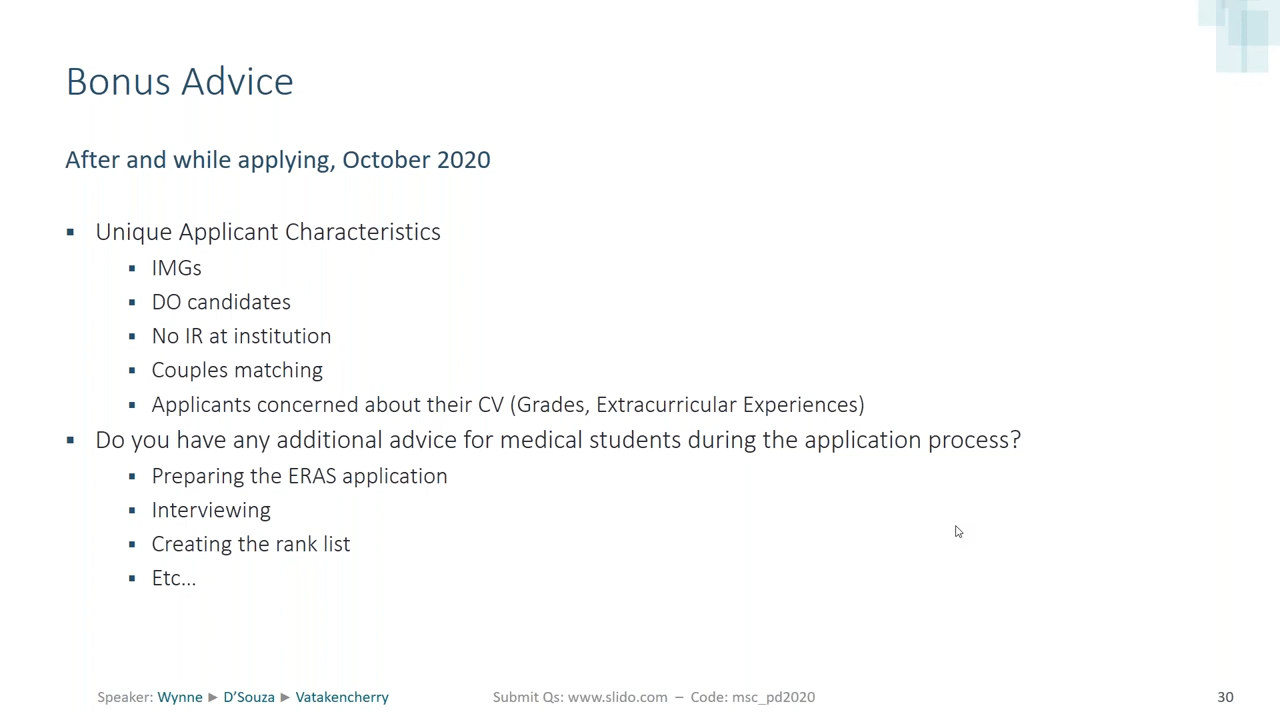 Bonus Advice
After and while applying, October 2020
▪ Unique Applicant Characteristics
▪ IMGs
▪ DO candidates
▪ No IR at institution
▪ Couples matching
▪ Applicants concerned about their CV (Grades, Extracurricular Experiences)
▪ Do you have any additional advice for medical students during the application process?
▪ Preparing the ERAS application
▪ Interviewing
▪ Creating the rank list
▪ Etc...
Speaker: Wynne ► D'Souza ► Vatakencherry
Submit Qs: www.slido.com – Code: msc_pd2020
30